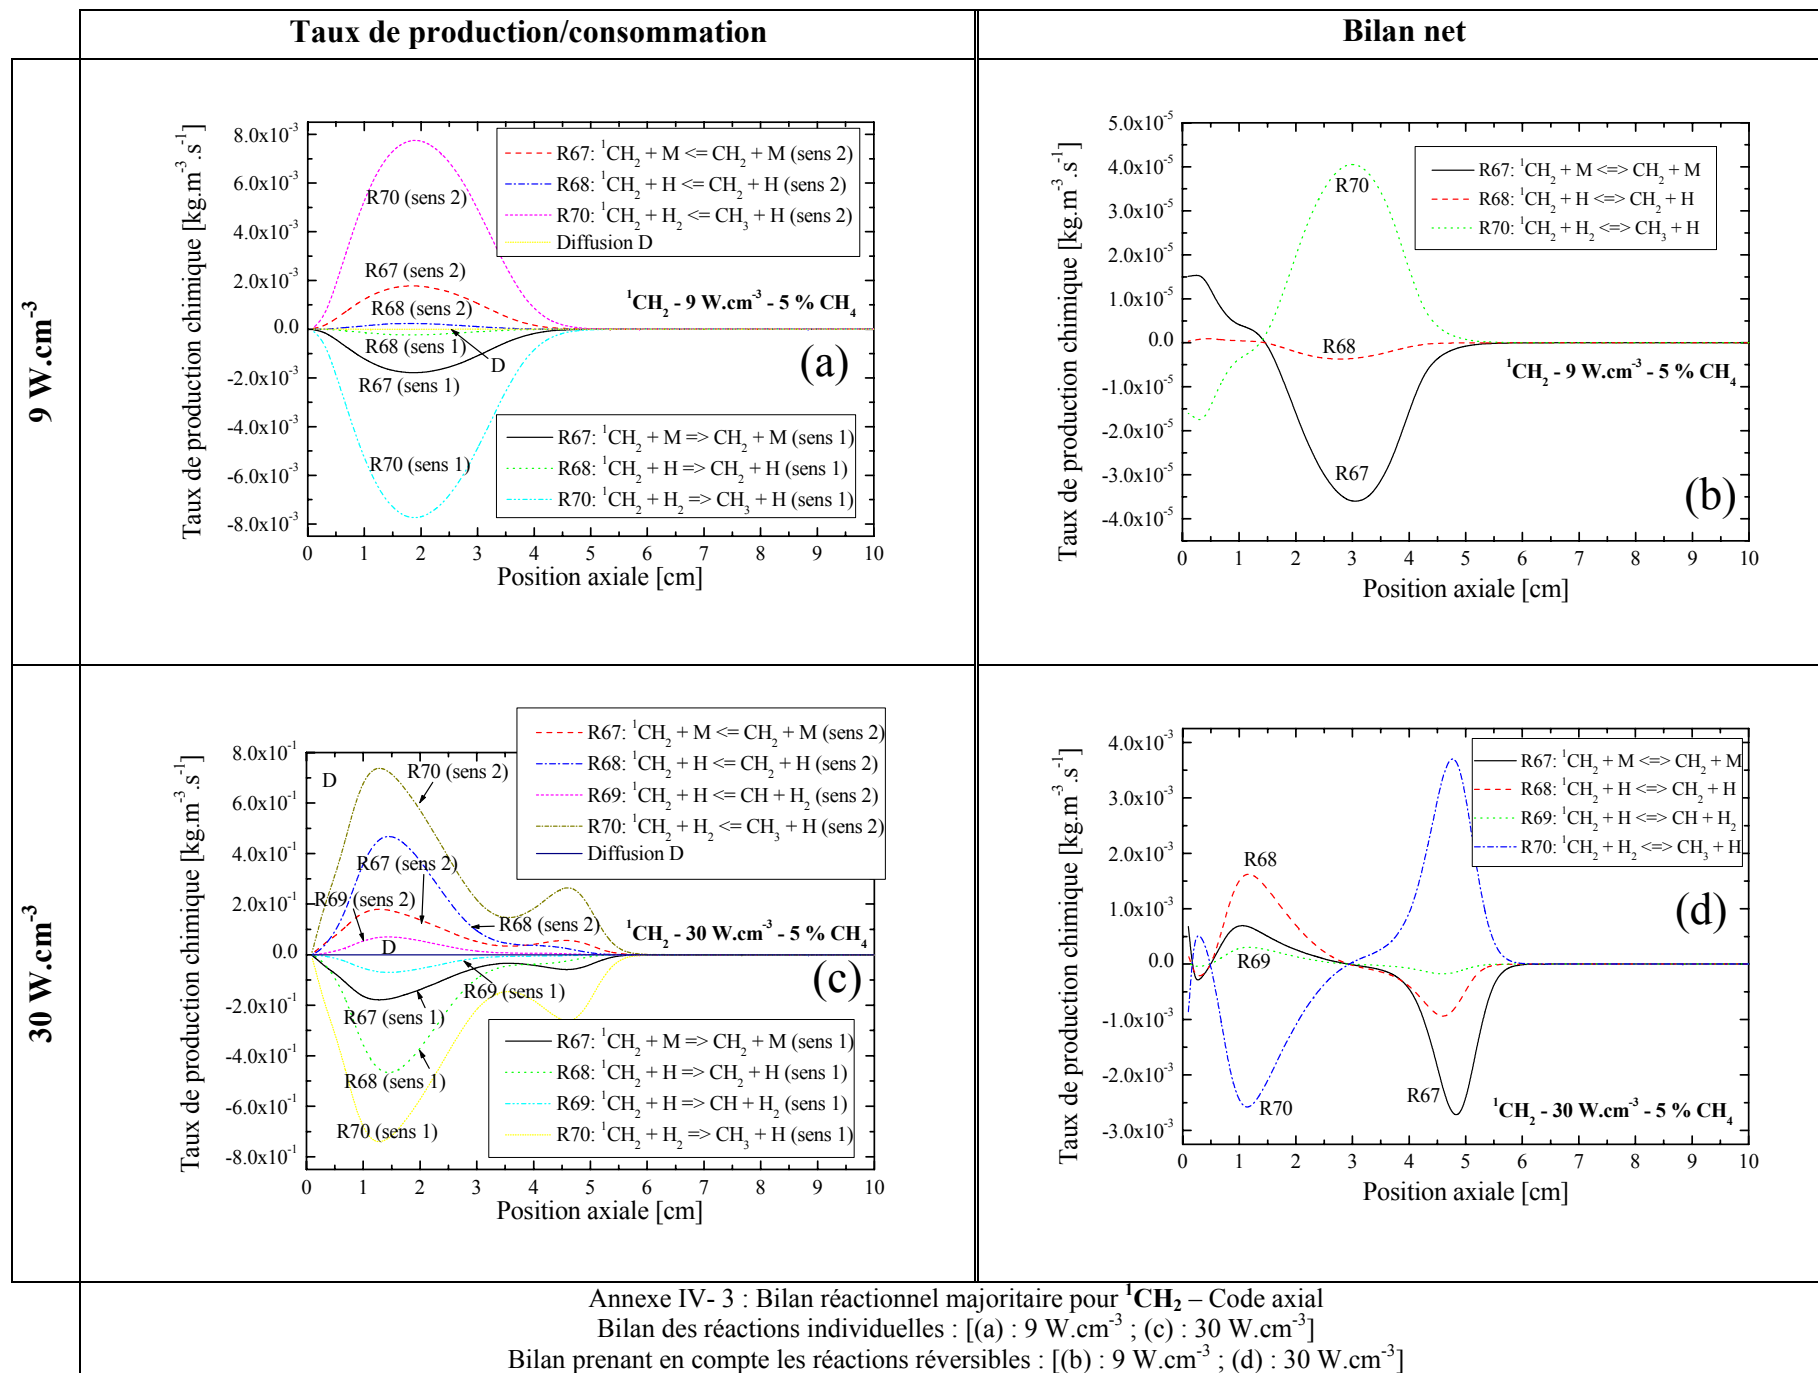 Taux de production/consommation
Bilan net
9 W.cm⁻³
Taux de production chimique [kg.m⁻³.s⁻¹]
8.0x10⁻³
6.0x10⁻³
4.0x10⁻³
2.0x10⁻³
0.0
-2.0x10⁻³
-4.0x10⁻³
-6.0x10⁻³
-8.0x10⁻³
R67: ¹CH₂ + M <= CH₂ + M (sens 2)
R68: ¹CH₂ + H <= CH₂ + H (sens 2)
R70: ¹CH₂ + H₂ <= CH₃ + H (sens 2)
Diffusion D
R70 (sens 2)
R67 (sens 2)
R68 (sens 2)
¹CH₂ - 9 W.cm⁻³ - 5 % CH₄
R68 (sens 1)
D
R67 (sens 1)
(a)
R70 (sens 1)
R67: ¹CH₂ + M => CH₂ + M (sens 1)
R68: ¹CH₂ + H => CH₂ + H (sens 1)
R70: ¹CH₂ + H₂ => CH₃ + H (sens 1)
0 1 2 3 4 5 6 7 8 9 10
Position axiale [cm]
Taux de production chimique [kg.m⁻³.s⁻¹]
5.0x10⁻⁵
4.0x10⁻⁵
3.0x10⁻⁵
2.0x10⁻⁵
1.0x10⁻⁵
0.0
-1.0x10⁻⁵
-2.0x10⁻⁵
-3.0x10⁻⁵
-4.0x10⁻⁵
R67: ¹CH₂ + M <=> CH₂ + M
R68: ¹CH₂ + H <=> CH₂ + H
R70: ¹CH₂ + H₂ <=> CH₃ + H
R70
R68
¹CH₂ - 9 W.cm⁻³ - 5 % CH₄
R67
(b)
0 1 2 3 4 5 6 7 8 9 10
Position axiale [cm]
30 W.cm⁻³
Taux de production chimique [kg.m⁻³.s⁻¹]
8.0x10⁻¹
6.0x10⁻¹
4.0x10⁻¹
2.0x10⁻¹
0.0
-2.0x10⁻¹
-4.0x10⁻¹
-6.0x10⁻¹
-8.0x10⁻¹
R67: ¹CH₂ + M <= CH₂ + M (sens 2)
R68: ¹CH₂ + H <= CH₂ + H (sens 2)
R69: ¹CH₂ + H <= CH + H₂ (sens 2)
R70: ¹CH₂ + H₂ <= CH₃ + H (sens 2)
Diffusion D
D
R70 (sens 2)
R67 (sens 2)
R69 (sens 2)
R68 (sens 2)
D
¹CH₂ - 30 W.cm⁻³ - 5 % CH₄
(c)
R69 (sens 1)
R67 (sens 1)
R68 (sens 1)
R70 (sens 1)
R67: ¹CH₂ + M => CH₂ + M (sens 1)
R68: ¹CH₂ + H => CH₂ + H (sens 1)
R69: ¹CH₂ + H => CH + H₂ (sens 1)
R70: ¹CH₂ + H₂ => CH₃ + H (sens 1)
0 1 2 3 4 5 6 7 8 9 10
Position axiale [cm]
Taux de production chimique [kg.m⁻³.s⁻¹]
4.0x10⁻³
3.0x10⁻³
2.0x10⁻³
1.0x10⁻³
0.0
-1.0x10⁻³
-2.0x10⁻³
-3.0x10⁻³
R67: ¹CH₂ + M <=> CH₂ + M
R68: ¹CH₂ + H <=> CH₂ + H
R69: ¹CH₂ + H <=> CH + H₂
R70: ¹CH₂ + H₂ <=> CH₃ + H
R68
R69
(d)
R70
R67
¹CH₂ - 30 W.cm⁻³ - 5 % CH₄
0 1 2 3 4 5 6 7 8 9 10
Position axiale [cm]
Annexe IV- 3 : Bilan réactionnel majoritaire pour ¹CH₂ – Code axial
Bilan des réactions individuelles : [(a) : 9 W.cm⁻³ ; (c) : 30 W.cm⁻³]
Bilan prenant en compte les réactions réversibles : [(b) : 9 W.cm⁻³ ; (d) : 30 W.cm⁻³]